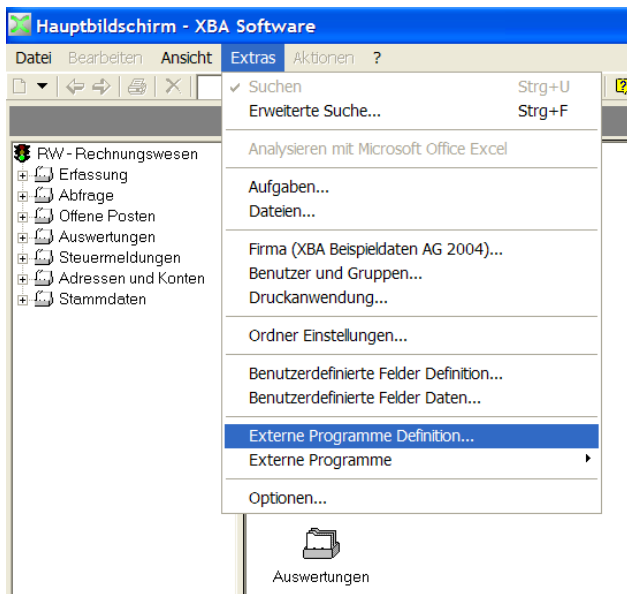 Hauptbildschirm - XBA Software
Datei Bearbeiten Ansicht Extras Aktionen ?
Suchen Strg+U
Erweiterte Suche... Strg+F
Analysieren mit Microsoft Office Excel
Aufgaben...
Dateien...
Firma (XBA Beispieldaten AG 2004)...
Benutzer und Gruppen...
Druckanwendung...
Ordner Einstellungen...
Benutzerdefinierte Felder Definition...
Benutzerdefinierte Felder Daten...
Externe Programme Definition...
Externe Programme
Optionen...
RW - Rechnungswesen
Erfassung
Abfrage
Offene Posten
Auswertungen
Steuermeldungen
Adressen und Konten
Stammdaten
Auswertungen